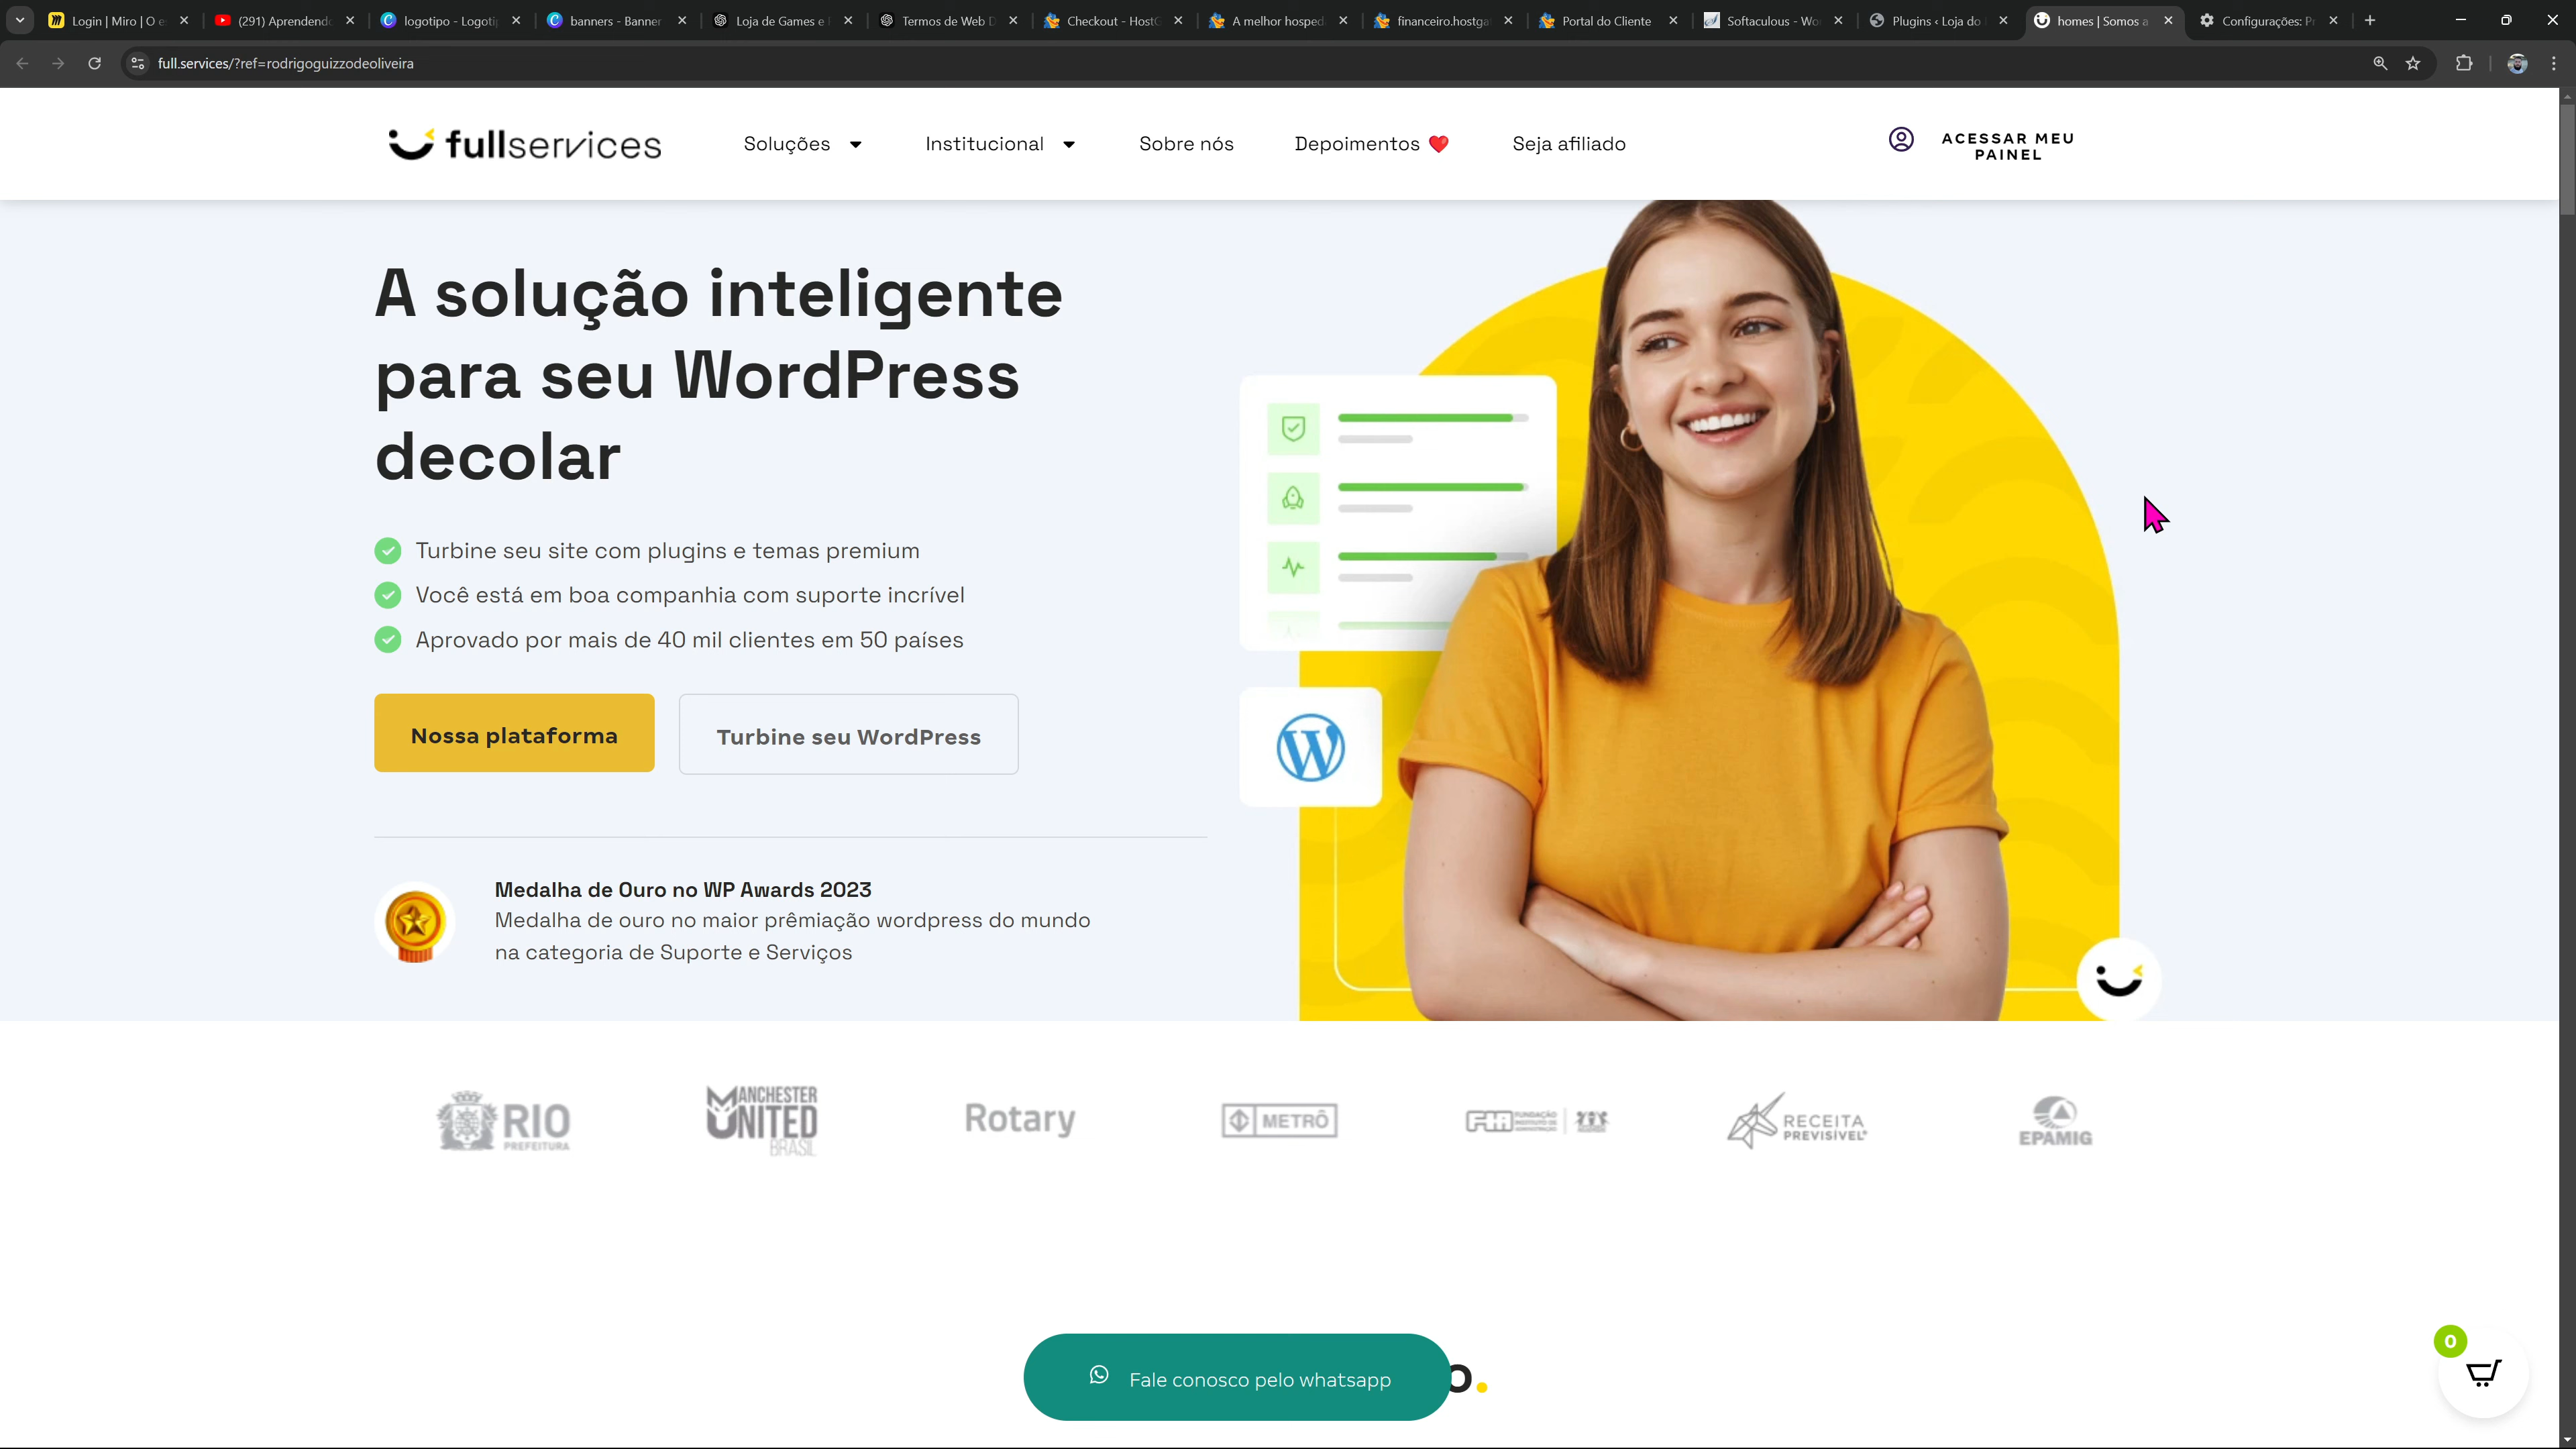 Login | Miro | O e
(291) Aprendend
logotipo - Logoti
banners - Banner
Loja de Games e
Termos de Web D
Checkout - HostG
A melhor hosped
financeiro.hostga
Portal do Cliente
Softaculous - Wo
Plugins ‹ Loja do
homes | Somos a
Configurações: Pr
full.services/?ref=rodrigoguizzodeoliveira
fullservices
Soluções
Institucional
Sobre nós
Depoimentos
Seja afiliado
ACESSAR MEU
PAINEL
A solução inteligente
para seu WordPress
decolar
Turbine seu site com plugins e temas premium
Você está em boa companhia com suporte incrível
Aprovado por mais de 40 mil clientes em 50 países
Nossa plataforma
Turbine seu WordPress
Medalha de Ouro no WP Awards 2023
Medalha de ouro no maior prêmiação wordpress do mundo
na categoria de Suporte e Serviços
RIO
PREFEITURA
MANCHESTER
UNITED
BRASIL
Rotary
METRÔ
FIA
RECEITA
PREVISÍVEL®
EPAMIG
Fale conosco pelo whatsapp
o.
0